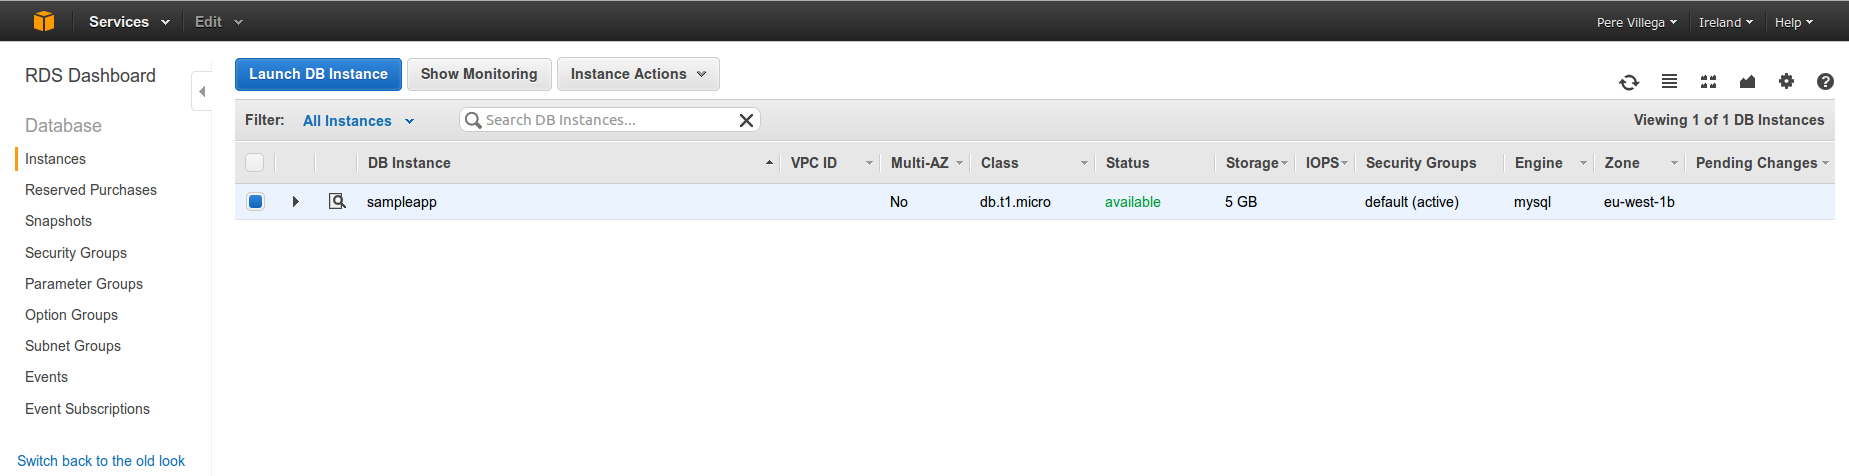 Services Edit Pere Villega Ireland Help
RDS Dashboard
Launch DB Instance Show Monitoring Instance Actions
Database
Filter: All Instances Search DB Instances... Viewing 1 of 1 DB Instances
Instances
DB Instance VPC ID Multi-AZ Class Status Storage IOPS Security Groups Engine Zone Pending Changes
Reserved Purchases
sampleapp No db.t1.micro available 5 GB default (active) mysql eu-west-1b
Snapshots
Security Groups
Parameter Groups
Option Groups
Subnet Groups
Events
Event Subscriptions
Switch back to the old look